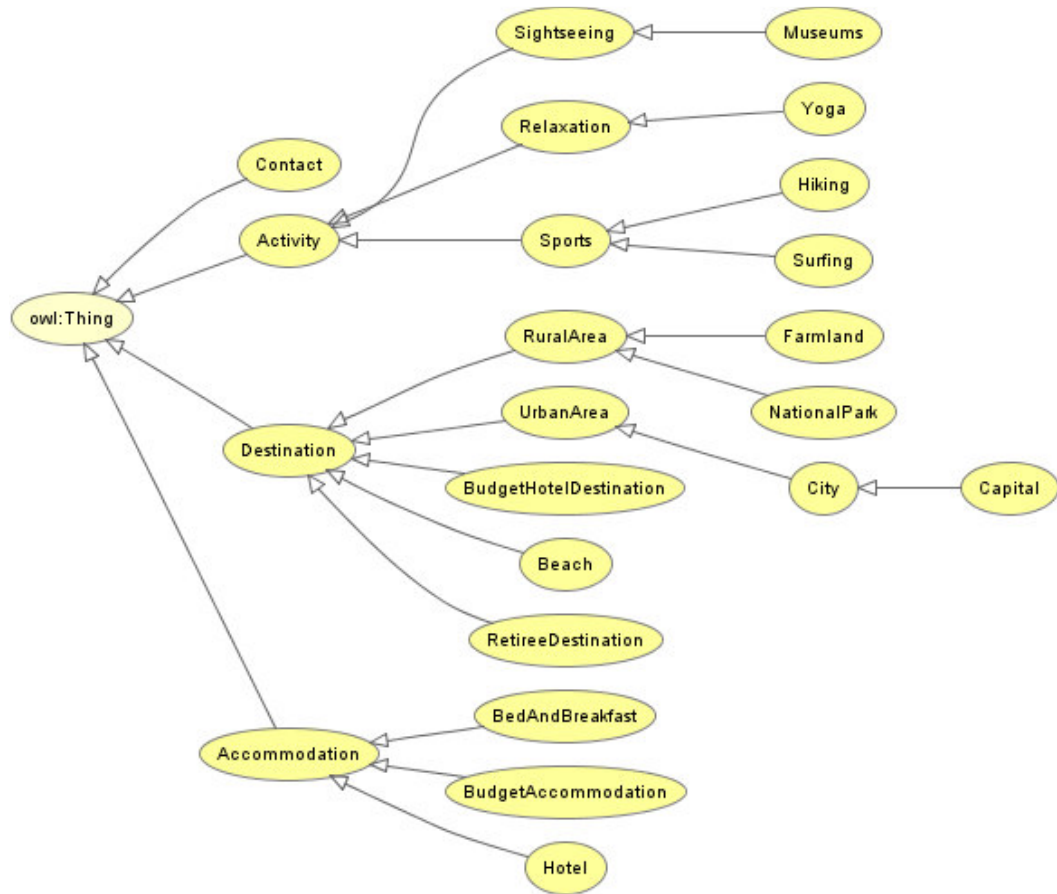 Sightseeing
Museums
Relaxation
Yoga
Contact
Hiking
Activity
Sports
Surfing
owl:Thing
RuralArea
Farmland
UrbanArea
NationalPark
Destination
BudgetHotelDestination
City
Capital
Beach
RetireeDestination
BedAndBreakfast
Accommodation
BudgetAccommodation
Hotel